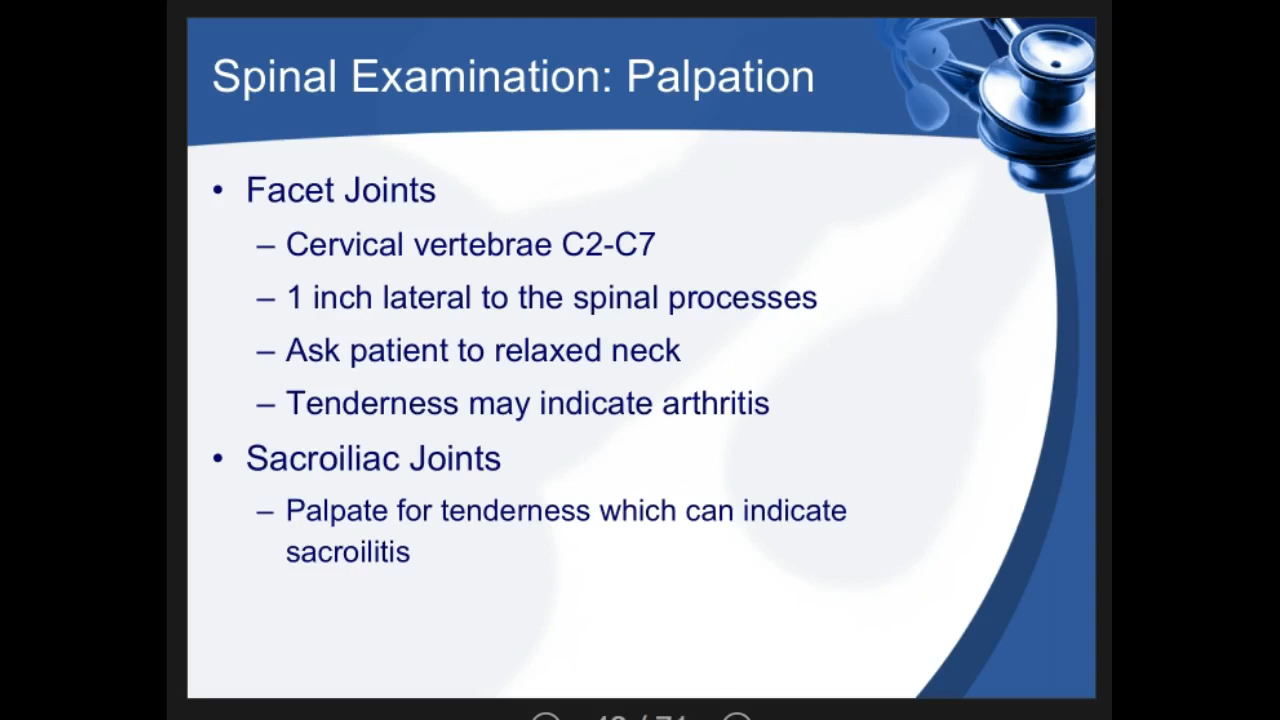 Spinal Examination: Palpation
• Facet Joints
– Cervical vertebrae C2-C7
– 1 inch lateral to the spinal processes
– Ask patient to relaxed neck
– Tenderness may indicate arthritis
• Sacroiliac Joints
– Palpate for tenderness which can indicate
sacroilitis